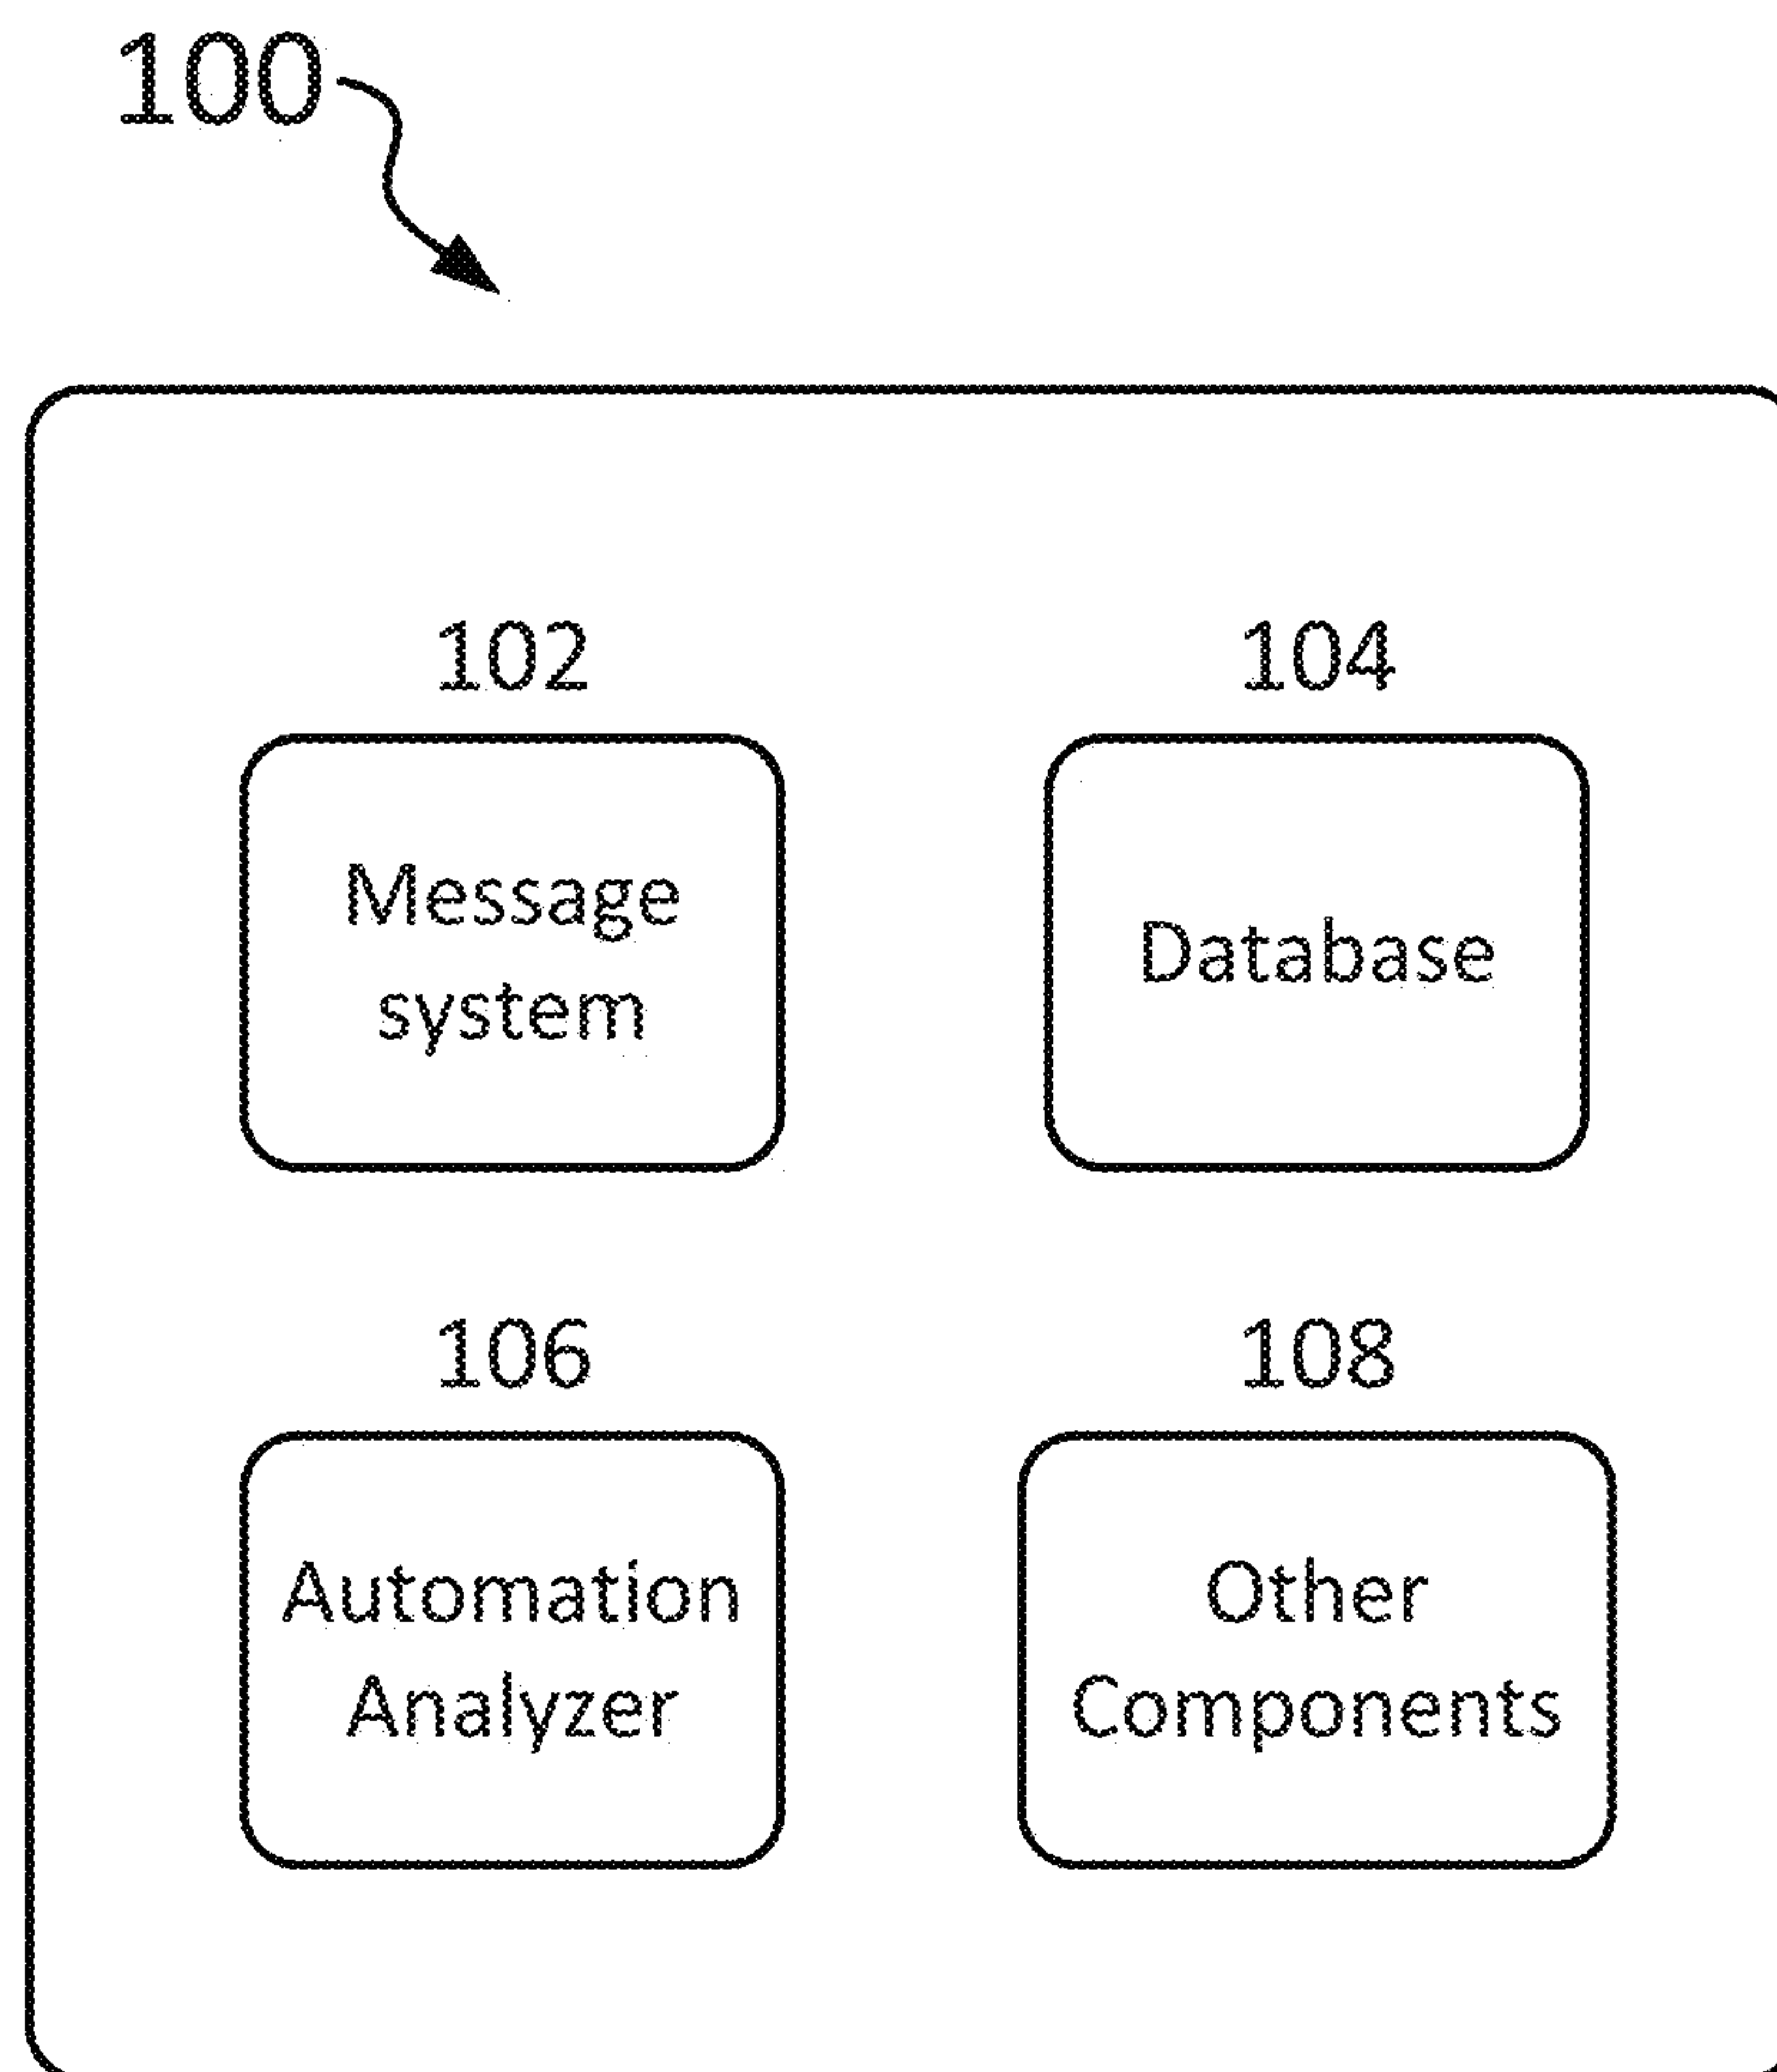 100
102
104
Message
system
Database
106
108
Automation
Analyzer
Other
Components